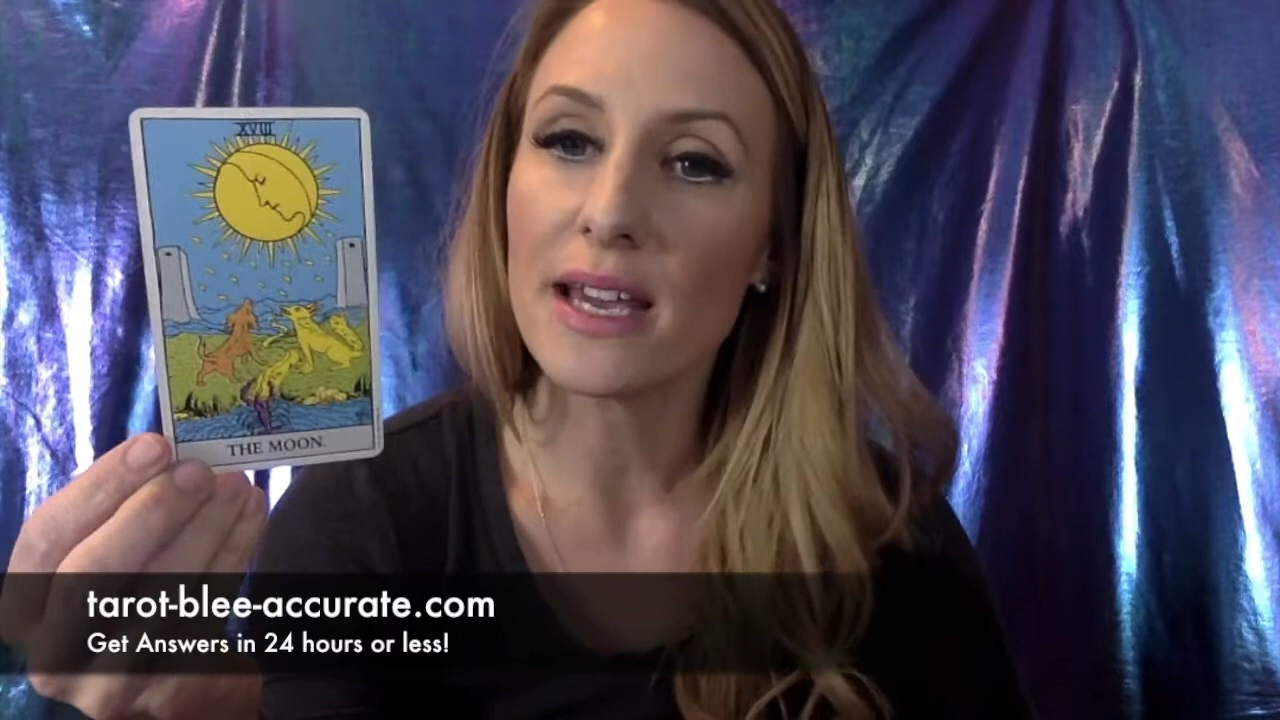 XVIII
THE MOON.
tarot-blee-accurate.com
Get Answers in 24 hours or less!